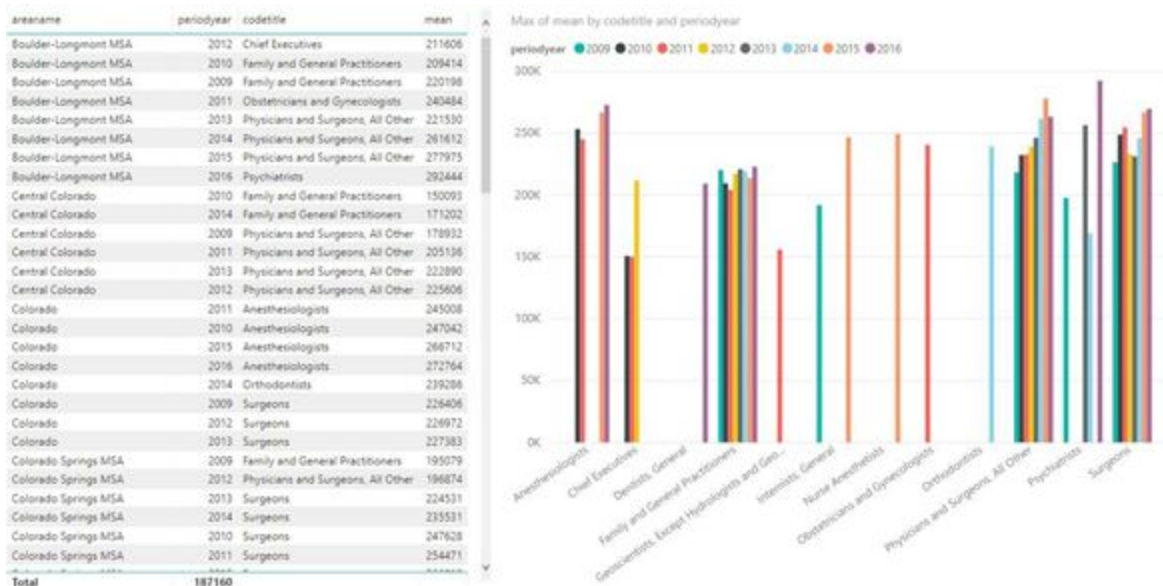 areaname periodyear codetitle mean
Boulder-Longmont MSA 2012 Chief Executives 211606
Boulder-Longmont MSA 2010 Family and General Practitioners 209414
Boulder-Longmont MSA 2009 Family and General Practitioners 220198
Boulder-Longmont MSA 2011 Obstetricians and Gynecologists 240484
Boulder-Longmont MSA 2013 Physicians and Surgeons, All Other 221530
Boulder-Longmont MSA 2014 Physicians and Surgeons, All Other 261612
Boulder-Longmont MSA 2015 Physicians and Surgeons, All Other 277975
Boulder-Longmont MSA 2016 Psychiatrists 292444
Central Colorado 2010 Family and General Practitioners 150093
Central Colorado 2014 Family and General Practitioners 171202
Central Colorado 2009 Physicians and Surgeons, All Other 178932
Central Colorado 2011 Physicians and Surgeons, All Other 205136
Central Colorado 2013 Physicians and Surgeons, All Other 222890
Central Colorado 2012 Physicians and Surgeons, All Other 225606
Colorado 2011 Anesthesiologists 245008
Colorado 2010 Anesthesiologists 247042
Colorado 2015 Anesthesiologists 266712
Colorado 2016 Anesthesiologists 272764
Colorado 2014 Orthodontists 239286
Colorado 2009 Surgeons 226406
Colorado 2012 Surgeons 226972
Colorado 2013 Surgeons 227383
Colorado Springs MSA 2009 Family and General Practitioners 195079
Colorado Springs MSA 2012 Physicians and Surgeons, All Other 196874
Colorado Springs MSA 2013 Surgeons 224531
Colorado Springs MSA 2014 Surgeons 235531
Colorado Springs MSA 2010 Surgeons 247628
Colorado Springs MSA 2011 Surgeons 254471
Total 187160
Max of mean by codetitle and periodyear
periodyear 2009 2010 2011 2012 2013 2014 2015 2016
300K
250K
200K
150K
100K
50K
0K
Anesthesiologists
Chief Executives
Dentists, General
Family and General Practitioners
Geoscientists, Except Hydrologists and Geo...
Internists, General
Nurse Anesthetists
Obstetricians and Gynecologists
Orthodontists
Physicians and Surgeons, All Other
Psychiatrists
Surgeons